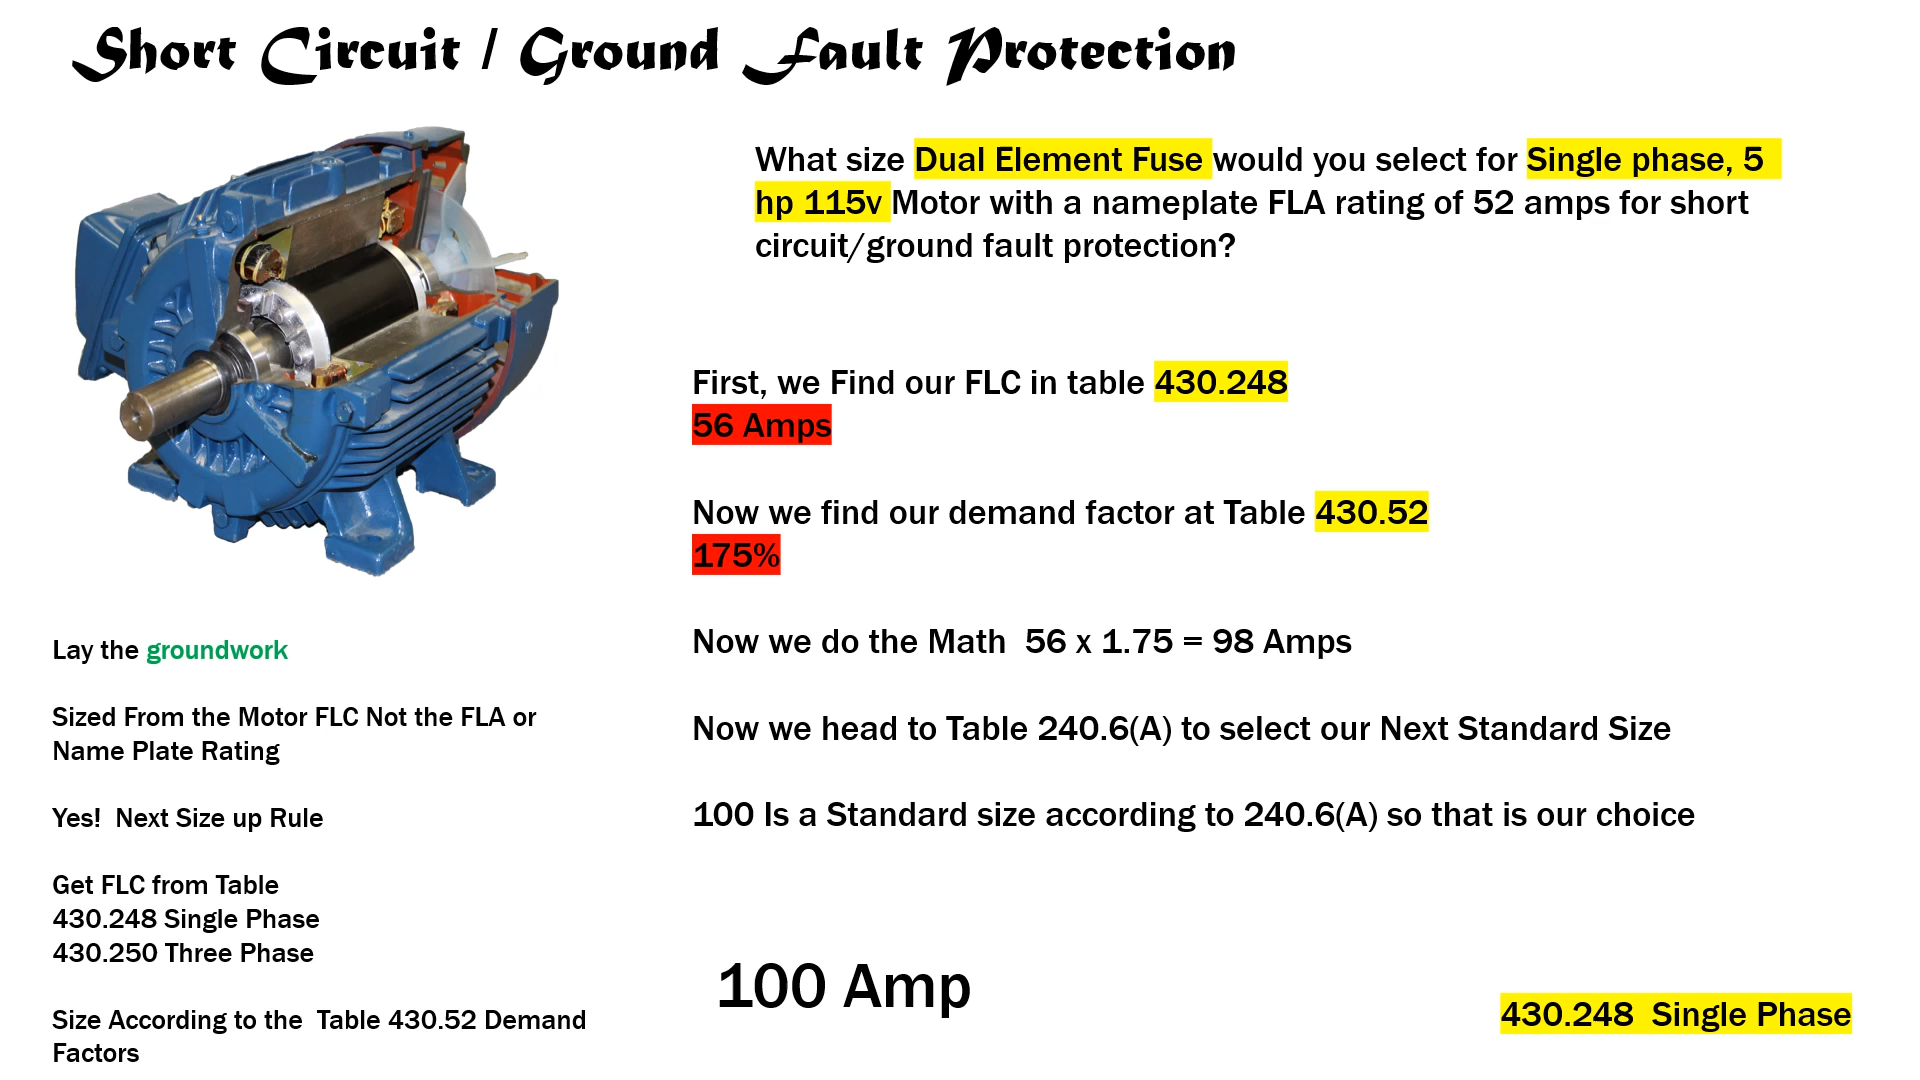 Short Circuit / Ground Fault Protection
What size Dual Element Fuse would you select for Single phase, 5
hp 115v Motor with a nameplate FLA rating of 52 amps for short
circuit/ground fault protection?
First, we Find our FLC in table 430.248
56 Amps
Now we find our demand factor at Table 430.52
175%
Now we do the Math  56 x 1.75 = 98 Amps
Now we head to Table 240.6(A) to select our Next Standard Size
100 Is a Standard size according to 240.6(A) so that is our choice
100 Amp
430.248  Single Phase
Lay the groundwork
Sized From the Motor FLC Not the FLA or
Name Plate Rating
Yes!  Next Size up Rule
Get FLC from Table
430.248 Single Phase
430.250 Three Phase
Size According to the  Table 430.52 Demand
Factors